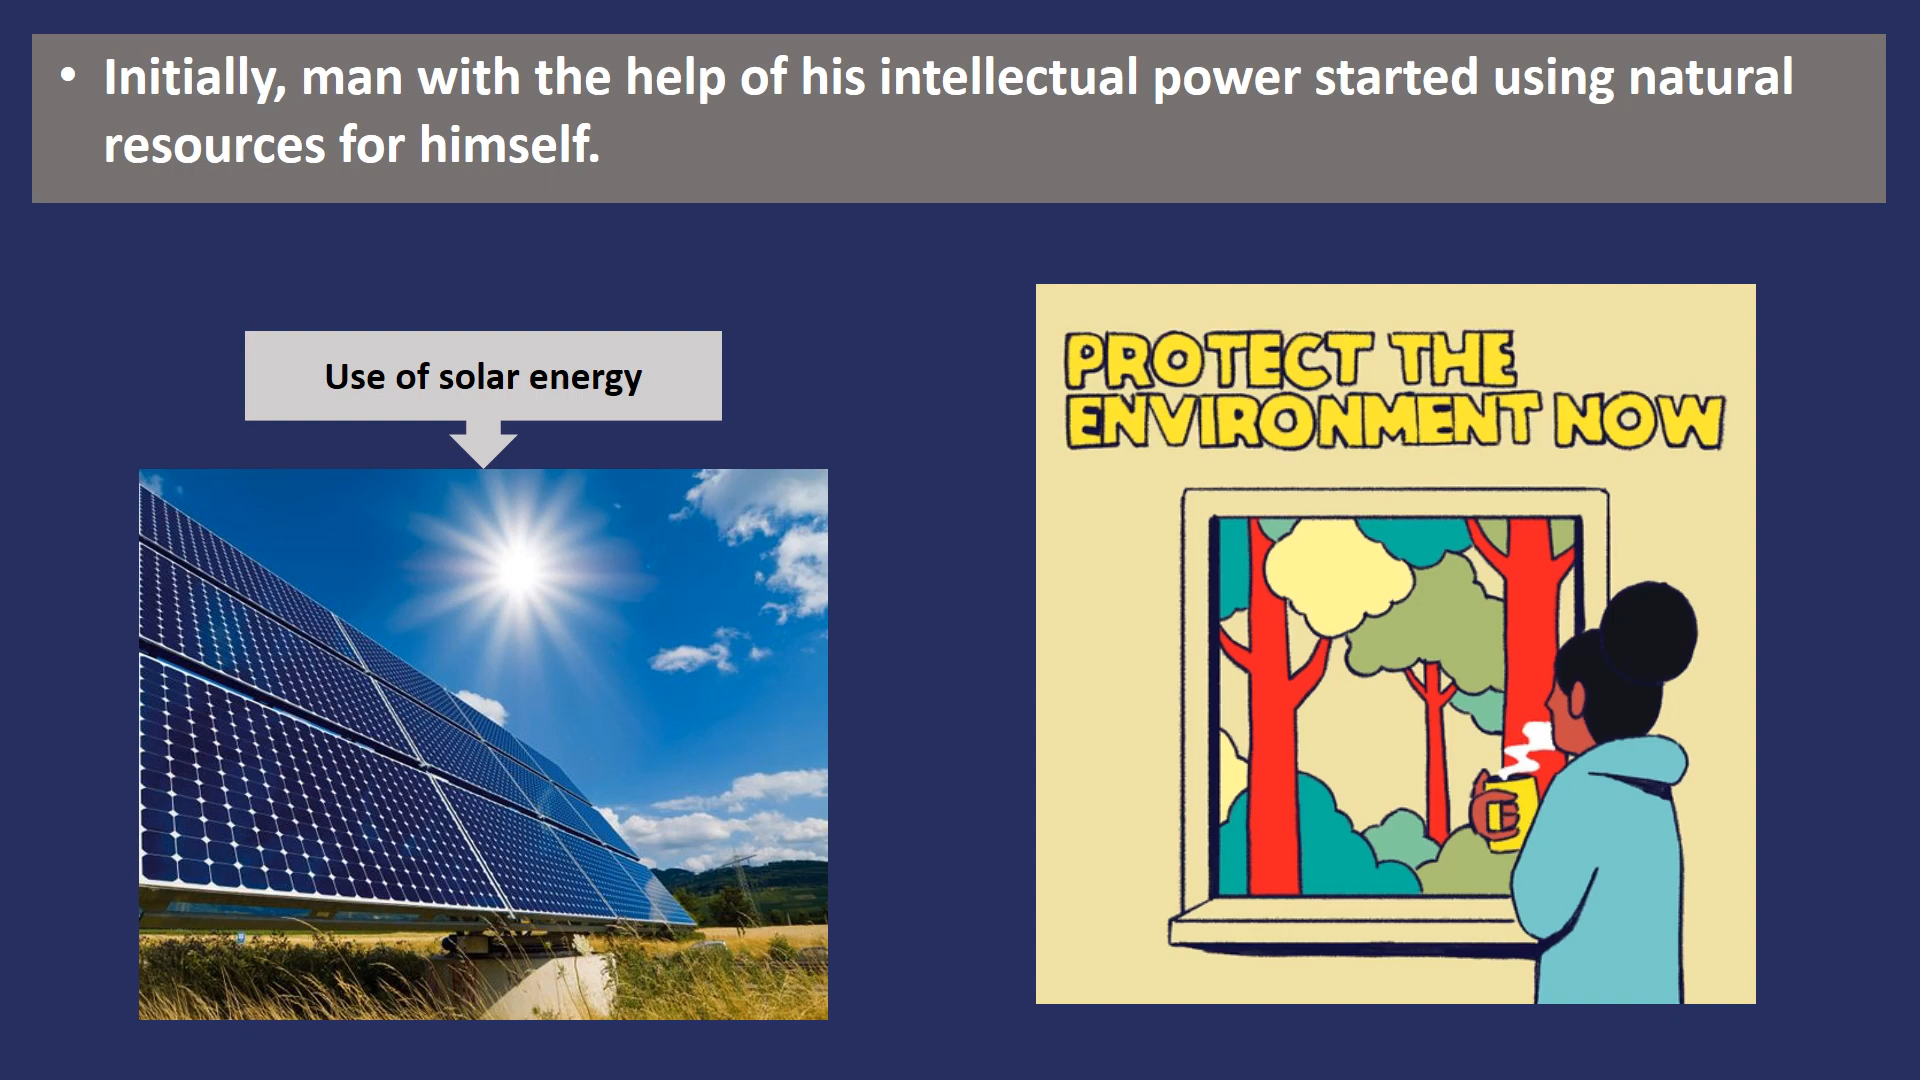 • Initially, man with the help of his intellectual power started using natural
resources for himself.
Use of solar energy
PROTECT THE
ENVIRONMENT NOW